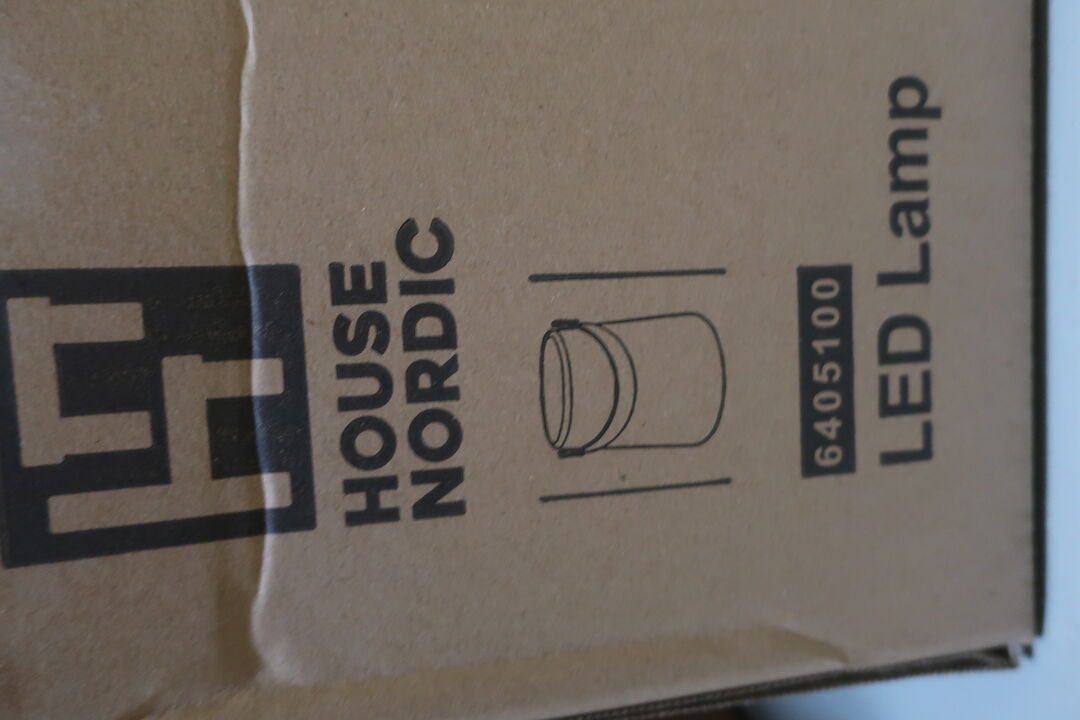 HOUSE
NORDIC
6405100
LED Lamp